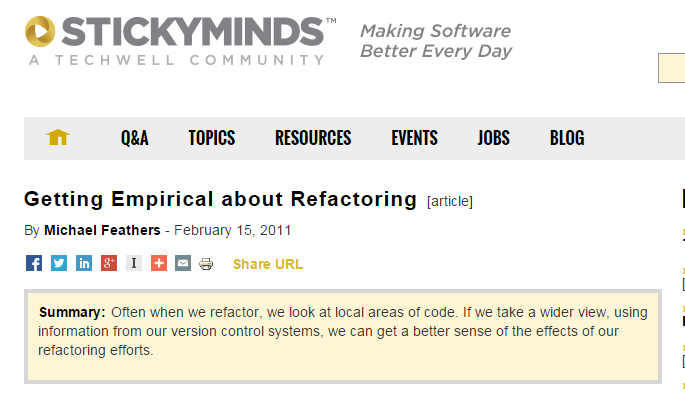 STICKYMINDS™
A TECHWELL COMMUNITY
Making Software
Better Every Day
Q&A TOPICS RESOURCES EVENTS JOBS BLOG
Getting Empirical about Refactoring [article]
By Michael Feathers - February 15, 2011
Share URL
Summary: Often when we refactor, we look at local areas of code. If we take a wider view, using
information from our version control systems, we can get a better sense of the effects of our
refactoring efforts.